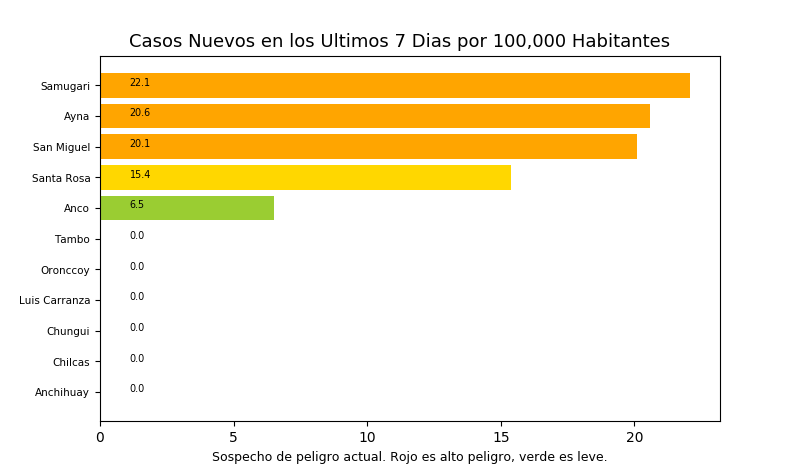 Casos Nuevos en los Ultimos 7 Dias por 100,000 Habitantes
Samugari 22.1
Ayna 20.6
San Miguel 20.1
Santa Rosa 15.4
Anco 6.5
Tambo 0.0
Oronccoy 0.0
Luis Carranza 0.0
Chungui 0.0
Chilcas 0.0
Anchihuay 0.0
0 5 10 15 20
Sospecho de peligro actual. Rojo es alto peligro, verde es leve.